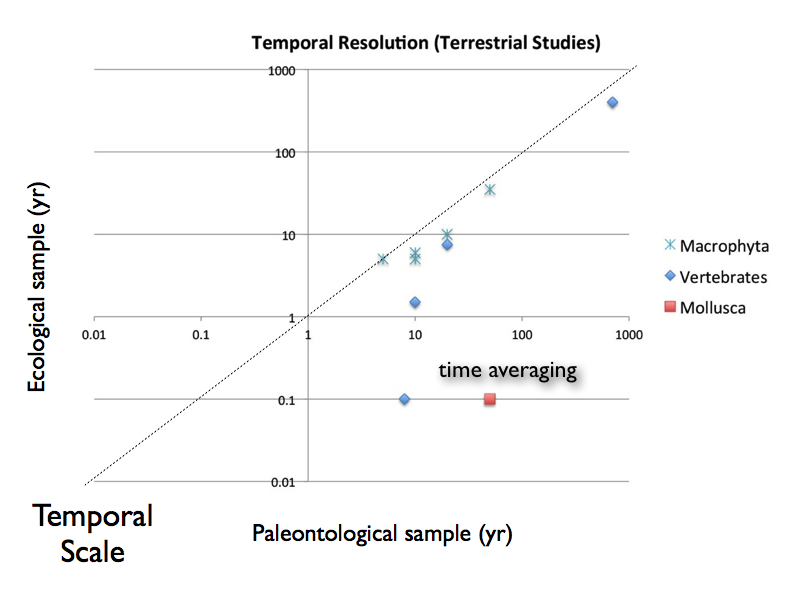 Temporal Resolution (Terrestrial Studies)
1000
100
10
1
0.01 0.1 1 10 100 1000
0.1
0.01
Ecological sample (yr)
time averaging
Macrophyta
Vertebrates
Mollusca
Temporal
Scale
Paleontological sample (yr)